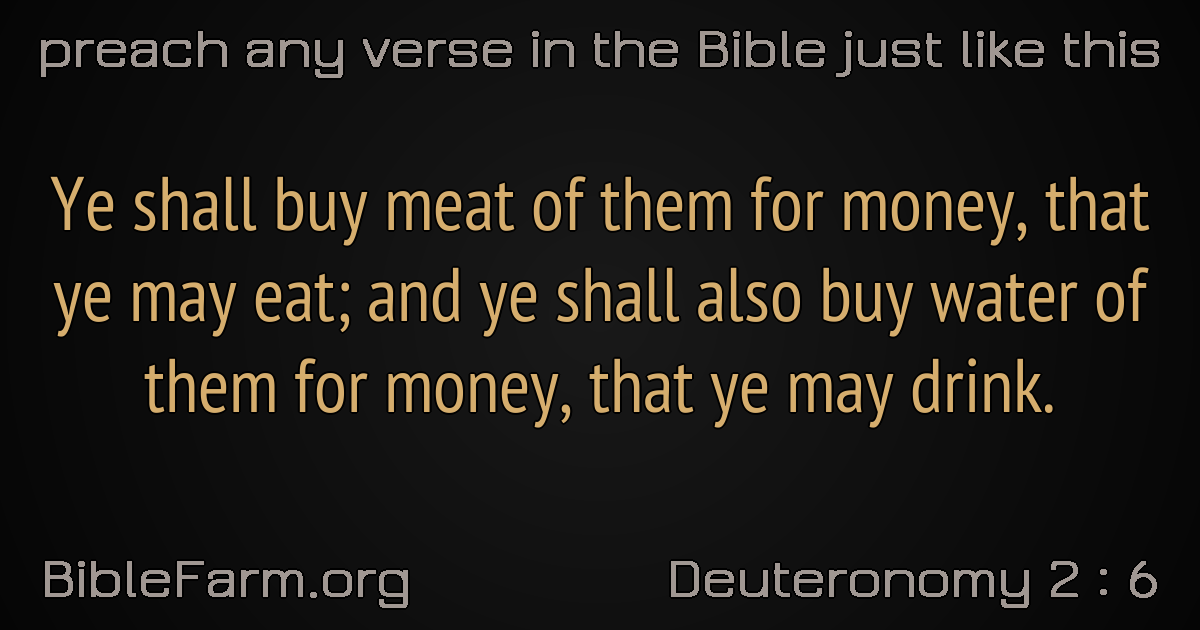 preach any verse in the Bible just like this
Ye shall buy meat of them for money, that
ye may eat; and ye shall also buy water of
them for money, that ye may drink.
BibleFarm.org
Deuteronomy 2 : 6